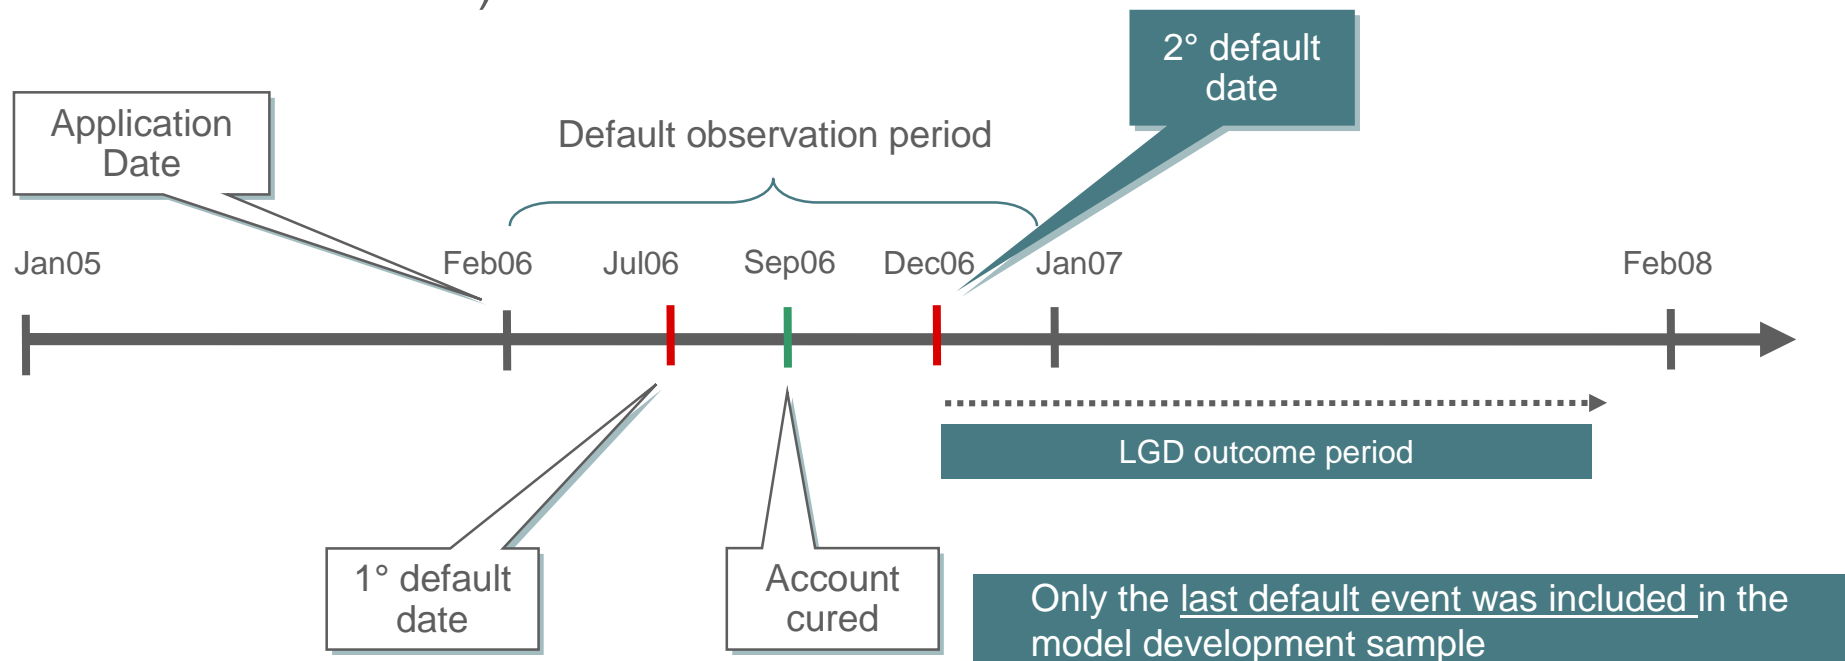 )
2° default
date
Application
Date
Default observation period
Jan05
Feb06
Jul06
Sep06
Dec06
Jan07
Feb08
LGD outcome period
1° default
date
Account
cured
Only the last default event was included in the
model development sample